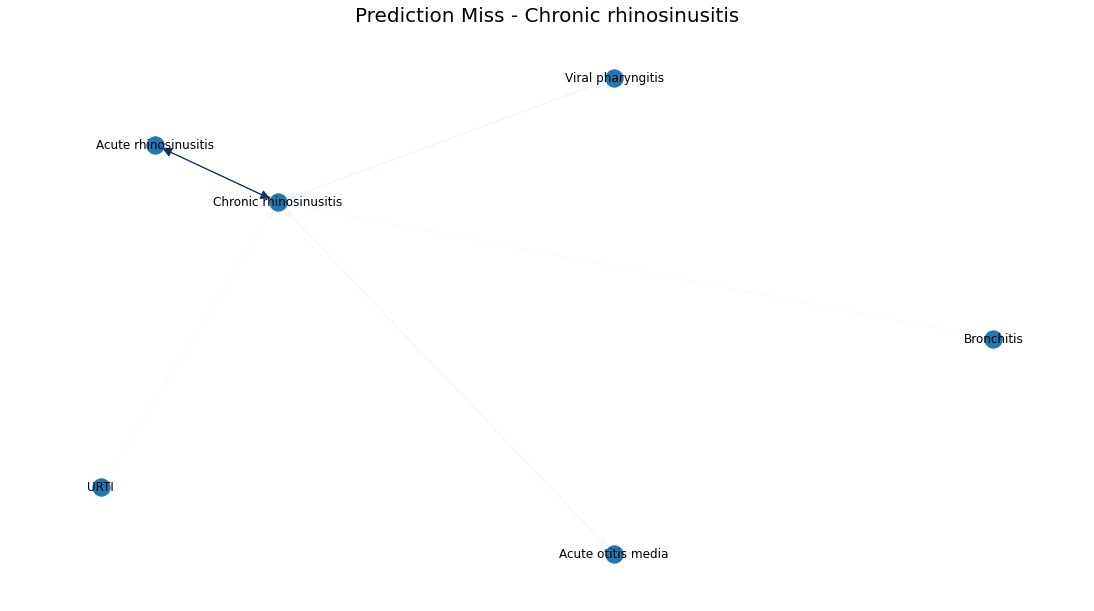 Prediction Miss - Chronic rhinosinusitis
Viral pharyngitis
Acute rhinosinusitis
Chronic rhinosinusitis
Bronchitis
URTI
Acute otitis media